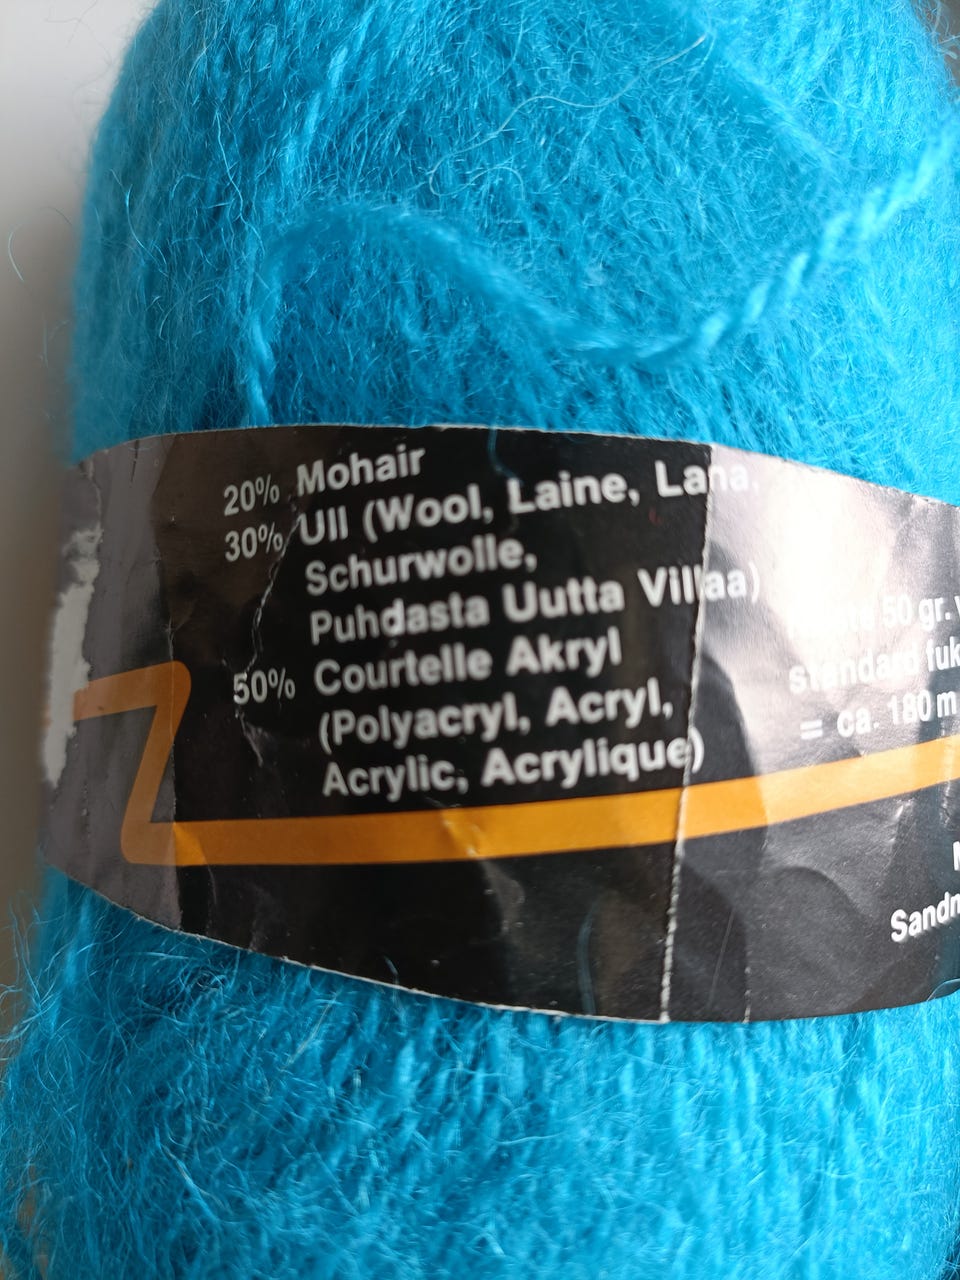 20% Mohair
30% Ull (Wool, Laine, Lana,
Schurwolle,
Puhdasta Uutta Villaa)
50% Courtelle Akryl
(Polyacryl, Acryl,
Acrylic, Acrylique)
50 gr.
standard
= ca. 180 m